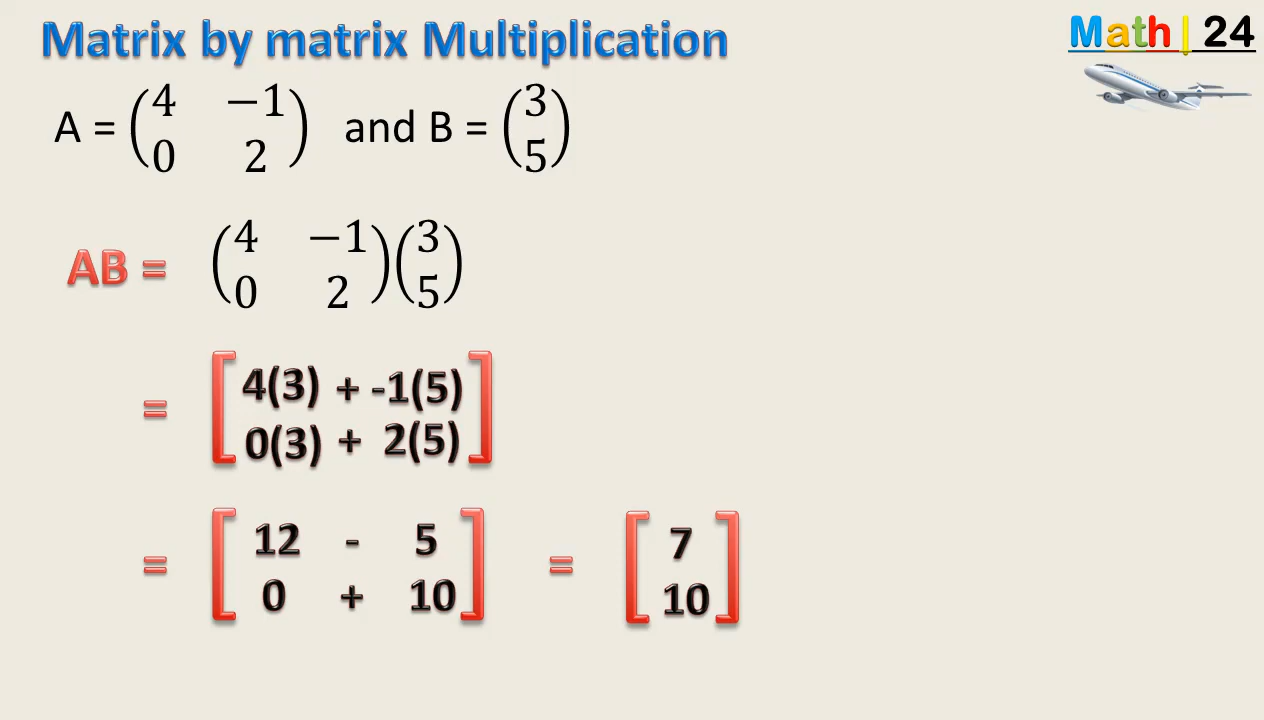 Matrix by matrix Multiplication
Math|24
A = (4 −1
0 2) and B = (3
5)
AB = (4 −1
0 2)(3
5)
= [4(3) + -1(5)
0(3) + 2(5)]
= [12 - 5
0 + 10] = [7
10]